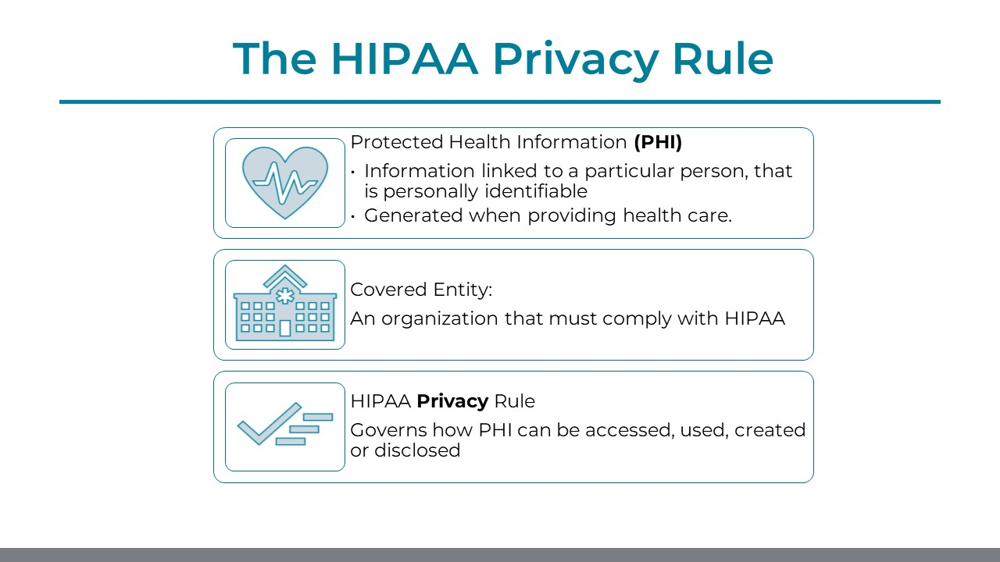 The HIPAA Privacy Rule
Protected Health Information (PHI)
• Information linked to a particular person, that
is personally identifiable
• Generated when providing health care.
Covered Entity:
An organization that must comply with HIPAA
HIPAA Privacy Rule
Governs how PHI can be accessed, used, created
or disclosed